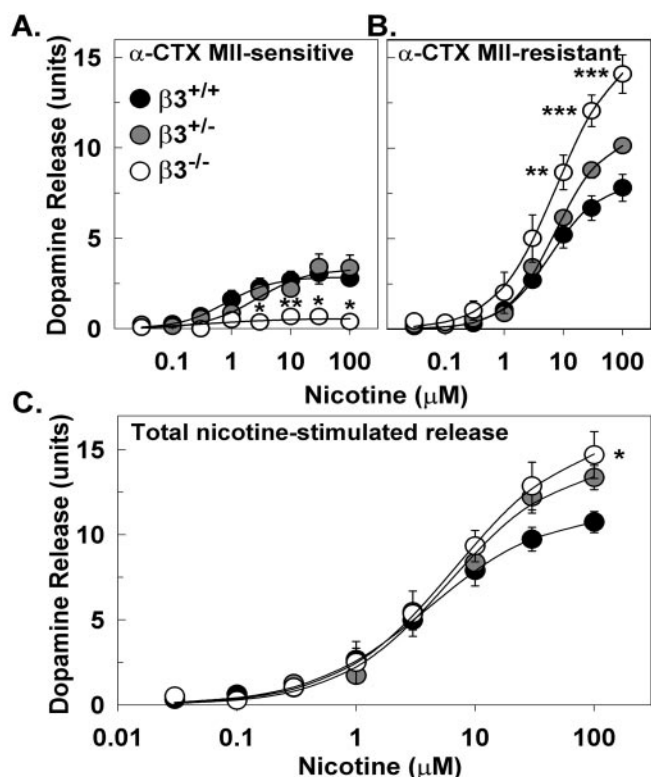 A.
B.
α-CTX MII-sensitive
α-CTX MII-resistant
β3+/+
β3+/-
β3-/-
Dopamine Release (units)
15
10
5
0
* ** * *
** *** ***
0.1 1 10 100
0.1 1 10 100
Nicotine (μM)
Nicotine (μM)
C.
Total nicotine-stimulated release
Dopamine Release (units)
15
10
5
0
*
0.01 0.1 1 10 100
Nicotine (μM)